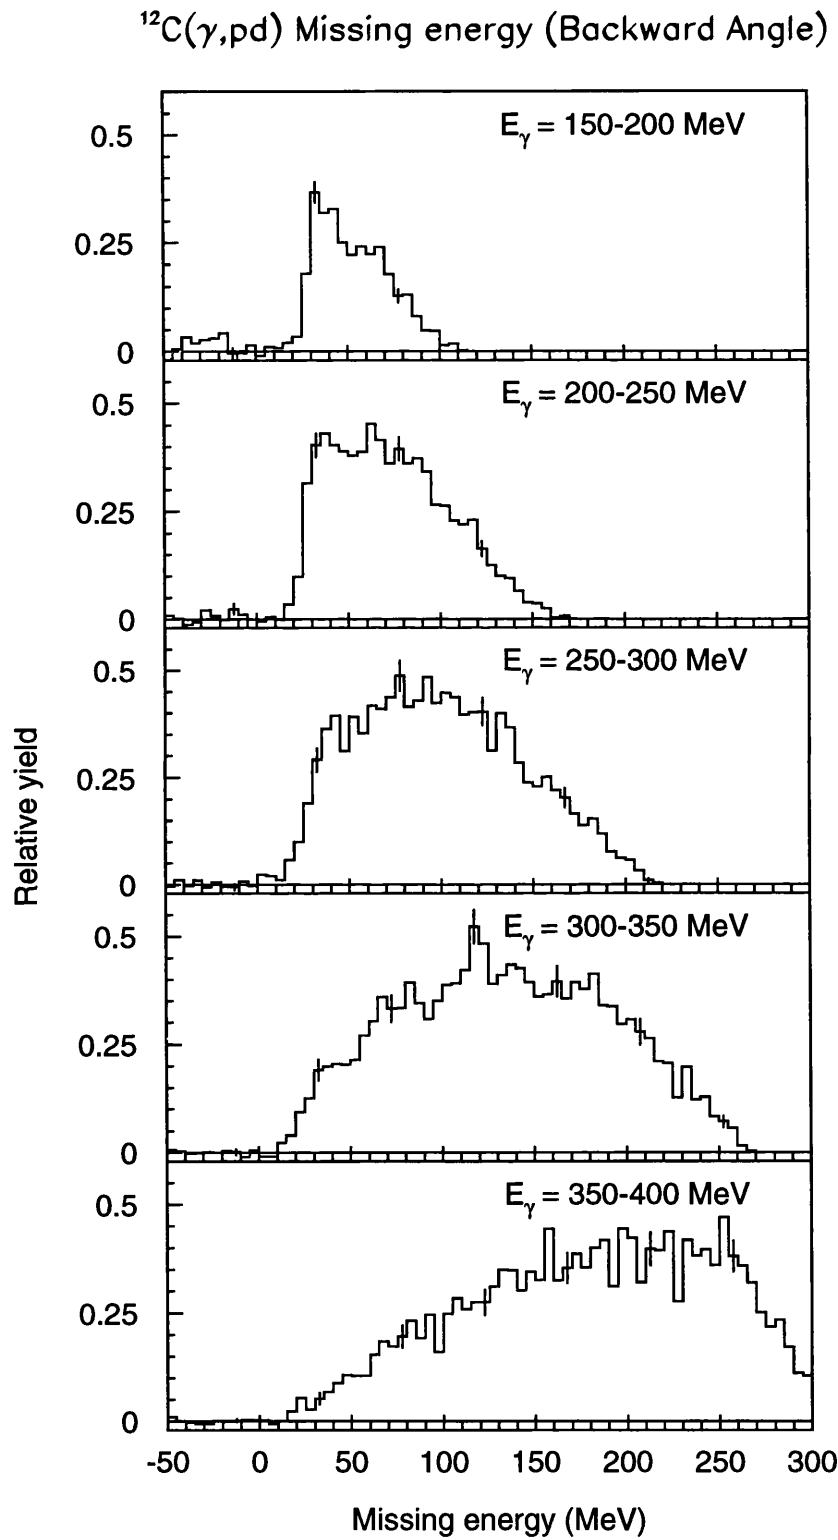 ¹²C(γ,pd) Missing energy (Backward Angle)
0.5
E_γ = 150-200 MeV
0.25
0
0.5
E_γ = 200-250 MeV
0.25
0
0.5
E_γ = 250-300 MeV
0.25
0
Relative yield
0.5
E_γ = 300-350 MeV
0.25
0
0.5
E_γ = 350-400 MeV
0.25
0
-50 0 50 100 150 200 250 300
Missing energy (MeV)